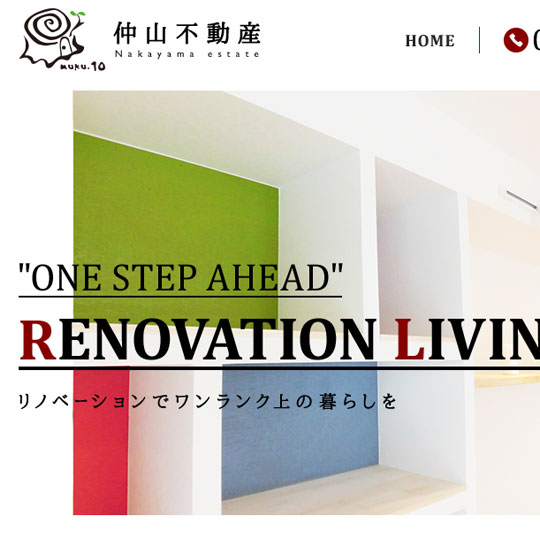 muku.10
仲山不動産
Nakayama estate
HOME
"ONE STEP AHEAD"
RENOVATION LIVIN
リノベーションでワンランク上の暮らしを